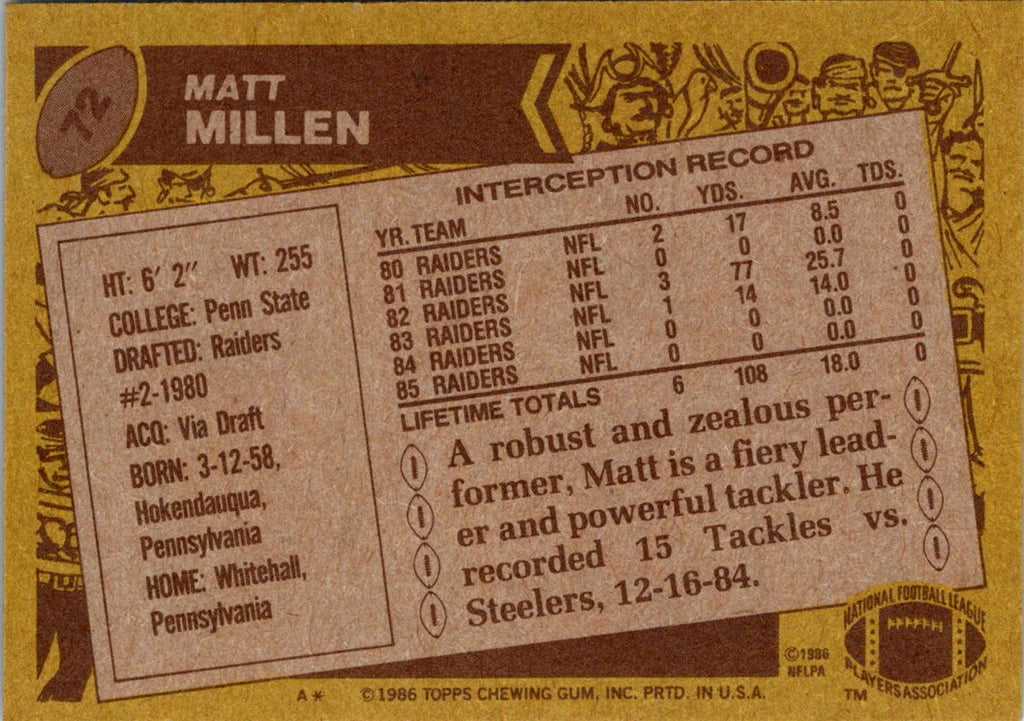 72
MATT
MILLEN
HT: 6' 2" WT: 255
COLLEGE: Penn State
DRAFTED: Raiders
#2-1980
ACQ: Via Draft
BORN: 3-12-58,
Hokendauqua,
Pennsylvania
HOME: Whitehall,
Pennsylvania
INTERCEPTION RECORD
YR. TEAM NO. YDS. AVG. TDS.
80 RAIDERS NFL 2 17 8.5 0
81 RAIDERS NFL 0 0 0.0 0
82 RAIDERS NFL 3 77 25.7 0
83 RAIDERS NFL 1 14 14.0 0
84 RAIDERS NFL 0 0 0.0 0
85 RAIDERS NFL 0 0 0.0 0
LIFETIME TOTALS 6 108 18.0 0
A robust and zealous per-
former, Matt is a fiery lead-
er and powerful tackler. He
recorded 15 Tackles vs.
Steelers, 12-16-84.
©1986
NFLPA
NATIONAL FOOTBALL LEAGUE
PLAYERS ASSOCIATION
TM
A* ©1986 TOPPS CHEWING GUM, INC. PRTD. IN U.S.A.